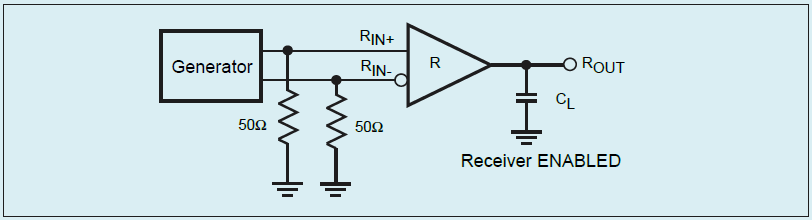 RIN+
Generator
RIN-
R
ROUT
CL
50Ω
50Ω
Receiver ENABLED